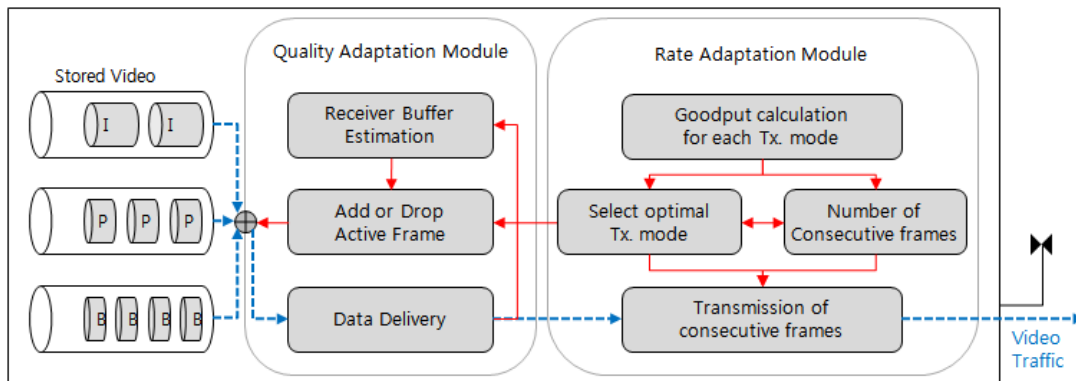 Quality Adaptation Module
Rate Adaptation Module
Stored Video
I I
P P P
B B B B
Receiver Buffer
Estimation
Add or Drop
Active Frame
Data Delivery
Goodput calculation
for each Tx. mode
Select optimal
Tx. mode
Number of
Consecutive frames
Transmission of
consecutive frames
Video
Traffic